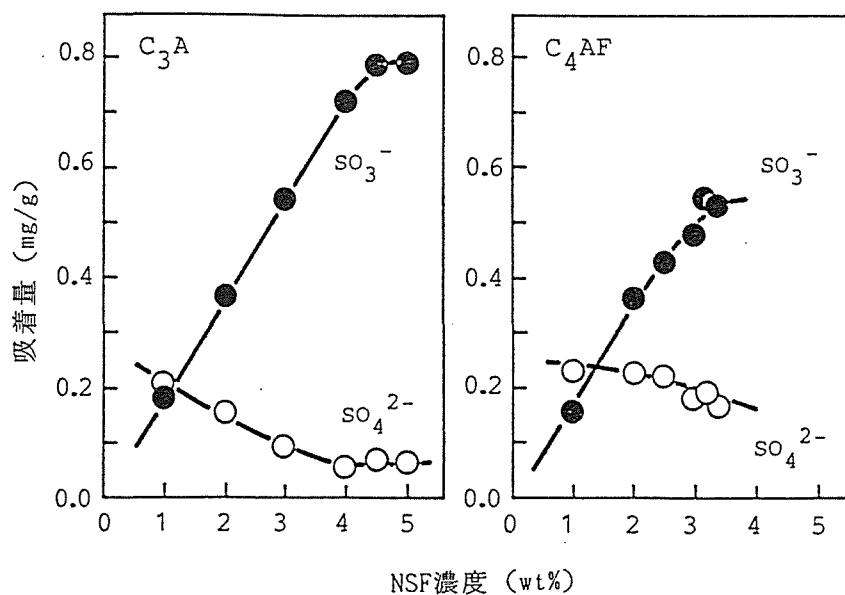 C₃A
C₄AF
0.8
0.6
0.4
0.2
0.0
0.8
0.6
0.4
0.2
0.0
SO₃⁻
SO₄²⁻
SO₃⁻
SO₄²⁻
吸着量 (mg/g)
0 1 2 3 4 5
0 1 2 3 4 5
NSF濃度 (wt%)